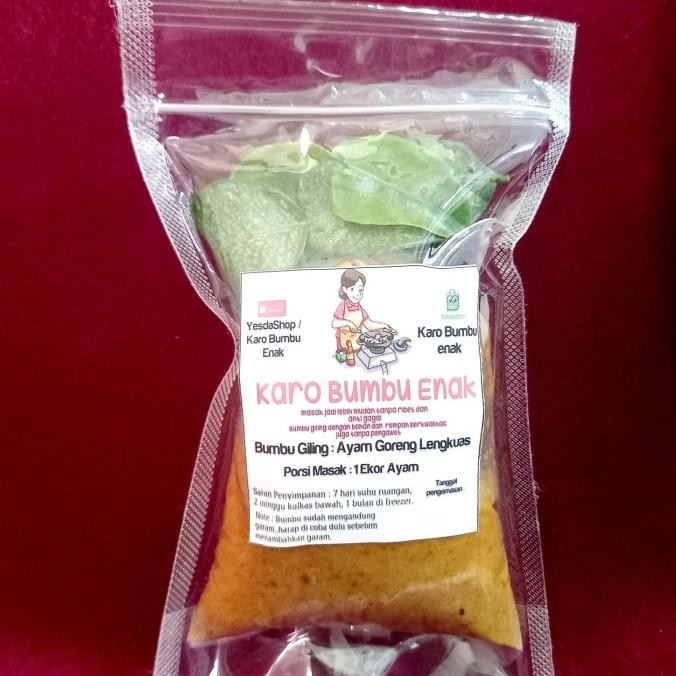 YesdaShop /
Karo Bumbu
Enak
tokopedia
Karo Bumbu
enak
Karo Bumbu Enak
masak jadi lebih mudah tanpa ribet dan
anti gagal
bumbu giling dengan bahan dan rempah berkwalitas
juga tanpa pengawet
Bumbu Giling : Ayam Goreng Lengkuas
Porsi Masak : 1 Ekor Ayam
Saran Penyimpanan : 7 hari suhu ruangan,
2 minggu kulkas bawah, 1 bulan di freezer.
Note : Bumbu sudah mengandung
garam..harap di coba dulu sebelum
menambahkan garam.
Tanggal
pengemasan :